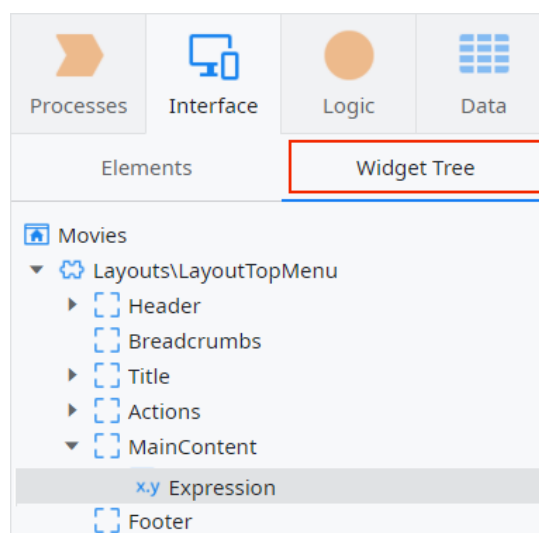 Processes Interface Logic Data
Elements Widget Tree
Movies
Layouts\LayoutTopMenu
Header
Breadcrumbs
Title
Actions
MainContent
x.y Expression
Footer